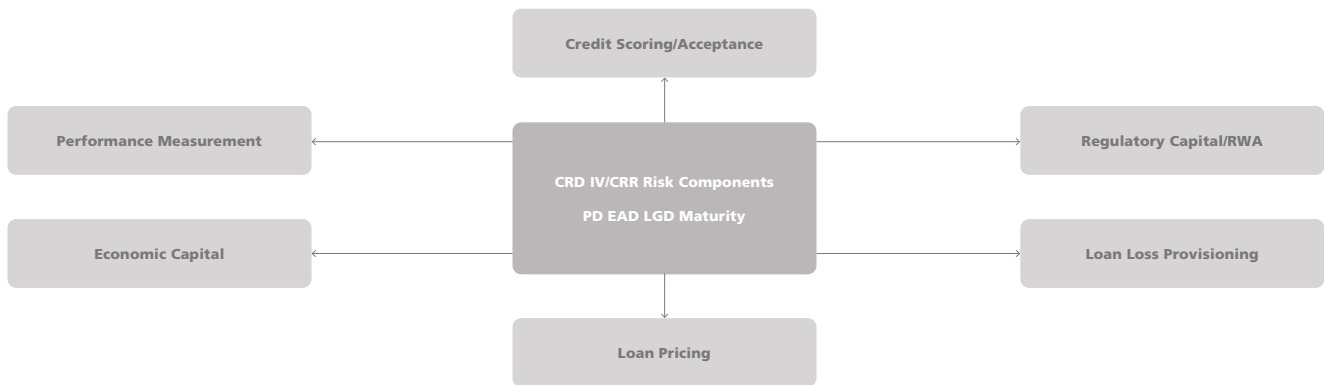 Credit Scoring/Acceptance
Performance Measurement
Regulatory Capital/RWA
CRD IV/CRR Risk Components
PD EAD LGD Maturity
Economic Capital
Loan Loss Provisioning
Loan Pricing